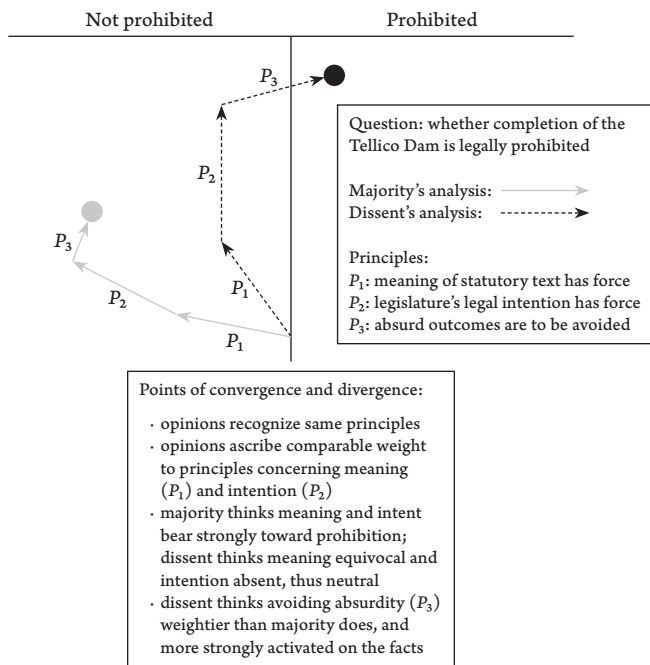 Not prohibited
Prohibited
P3
P2
P1
P3
P2
P1
Question: whether completion of the
Tellico Dam is legally prohibited
Majority's analysis:
Dissent's analysis:
Principles:
P1: meaning of statutory text has force
P2: legislature's legal intention has force
P3: absurd outcomes are to be avoided
Points of convergence and divergence:
· opinions recognize same principles
· opinions ascribe comparable weight
to principles concerning meaning
(P1) and intention (P2)
· majority thinks meaning and intent
bear strongly toward prohibition;
dissent thinks meaning equivocal and
intention absent, thus neutral
· dissent thinks avoiding absurdity (P3)
weightier than majority does, and
more strongly activated on the facts